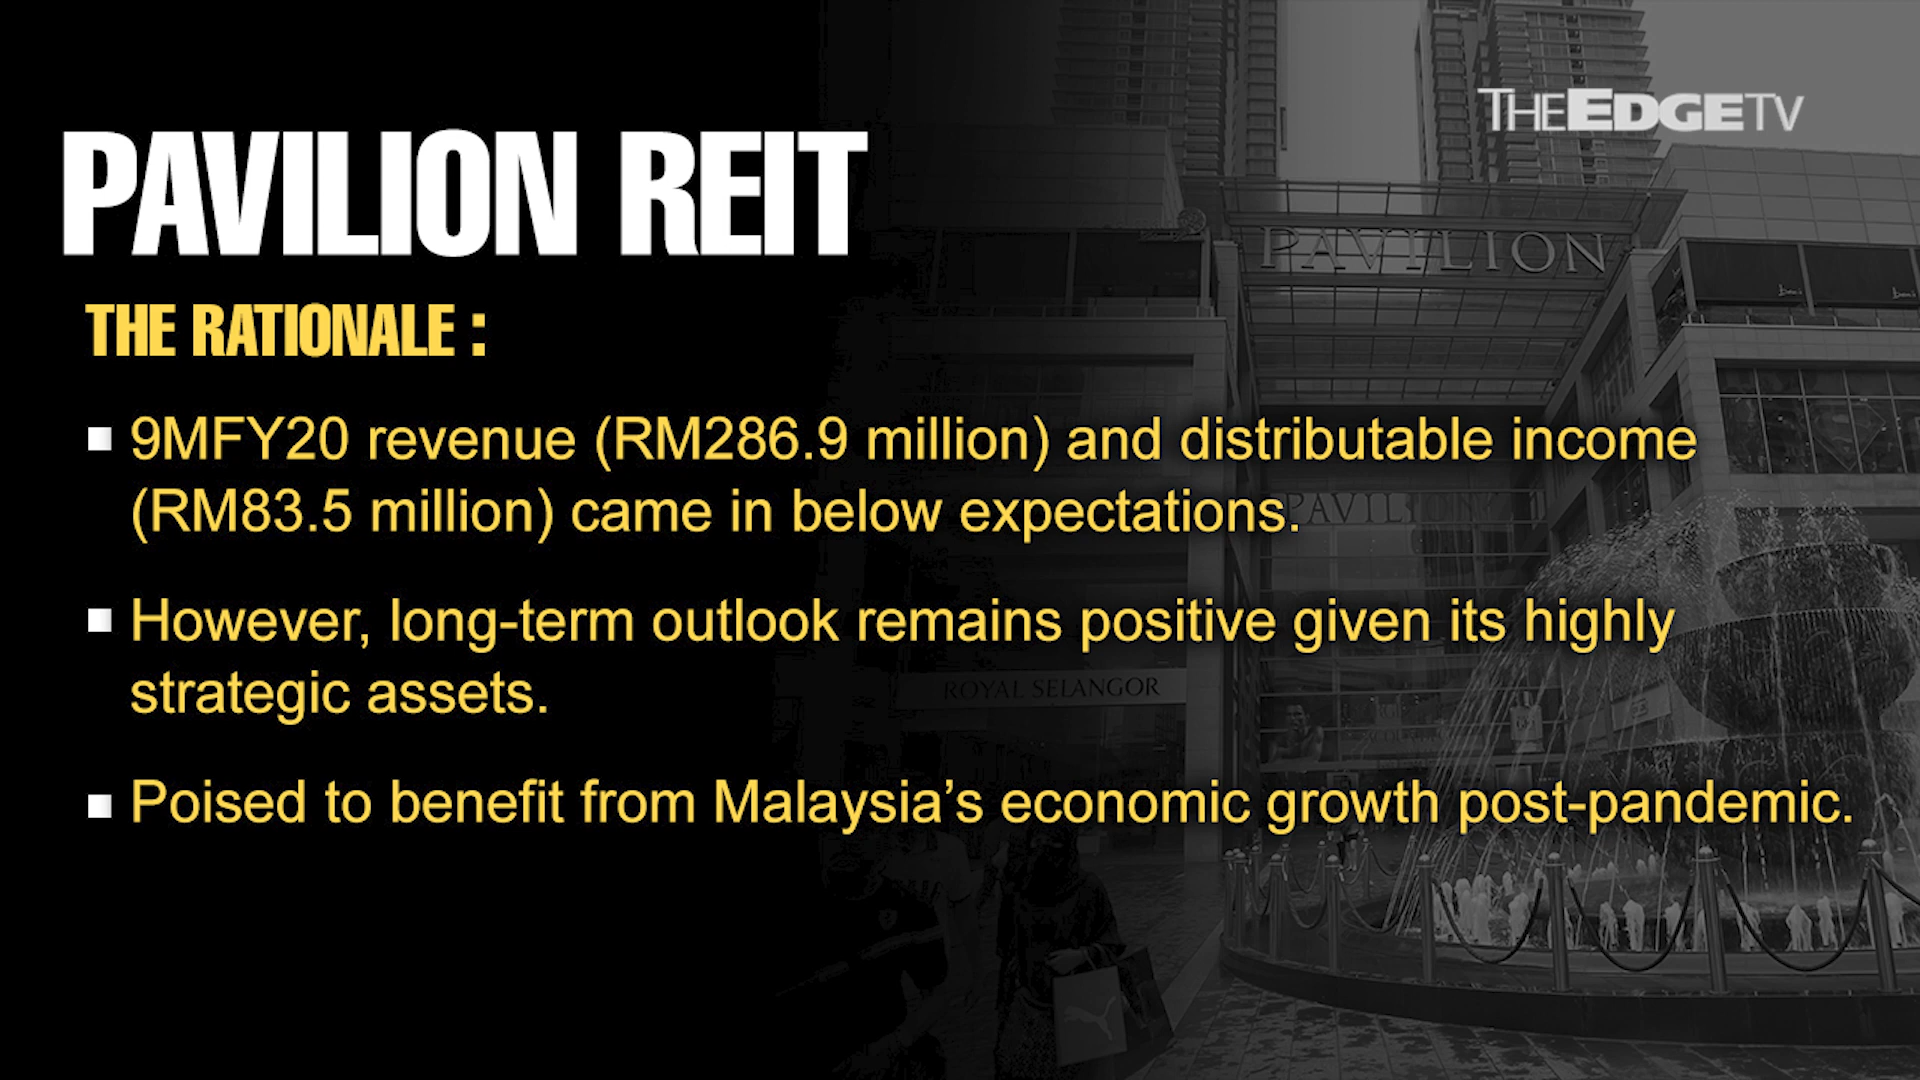 THEEDGETV
PAVILION REIT
PAVILION
THE RATIONALE :
▪ 9MFY20 revenue (RM286.9 million) and distributable income
(RM83.5 million) came in below expectations.
PAVILION
▪ However, long-term outlook remains positive given its highly
strategic assets.
ROYAL SELANGOR
▪ Poised to benefit from Malaysia’s economic growth post-pandemic.